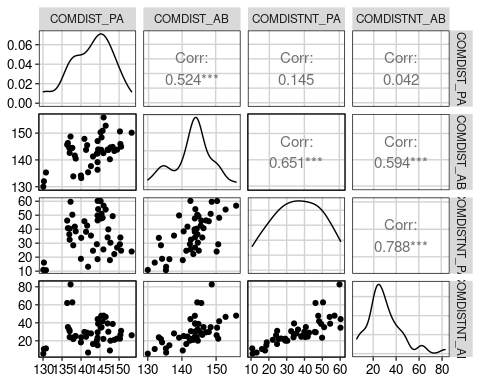 COMDIST_PA COMDIST_AB COMDISTNT_PA COMDISTNT_AB
0.06
0.04
0.02
0.00
Corr:
0.524***
Corr:
0.145
Corr:
0.042
COMDIST_PA
150
140
130
Corr:
0.651***
Corr:
0.594***
COMDIST_AB
60
50
40
30
20
10
Corr:
0.788***
COMDISTNT_P
80
60
40
20
COMDISTNT_AI
130 135 140 145 150 130 140 150 10 20 30 40 50 60 20 40 60 80